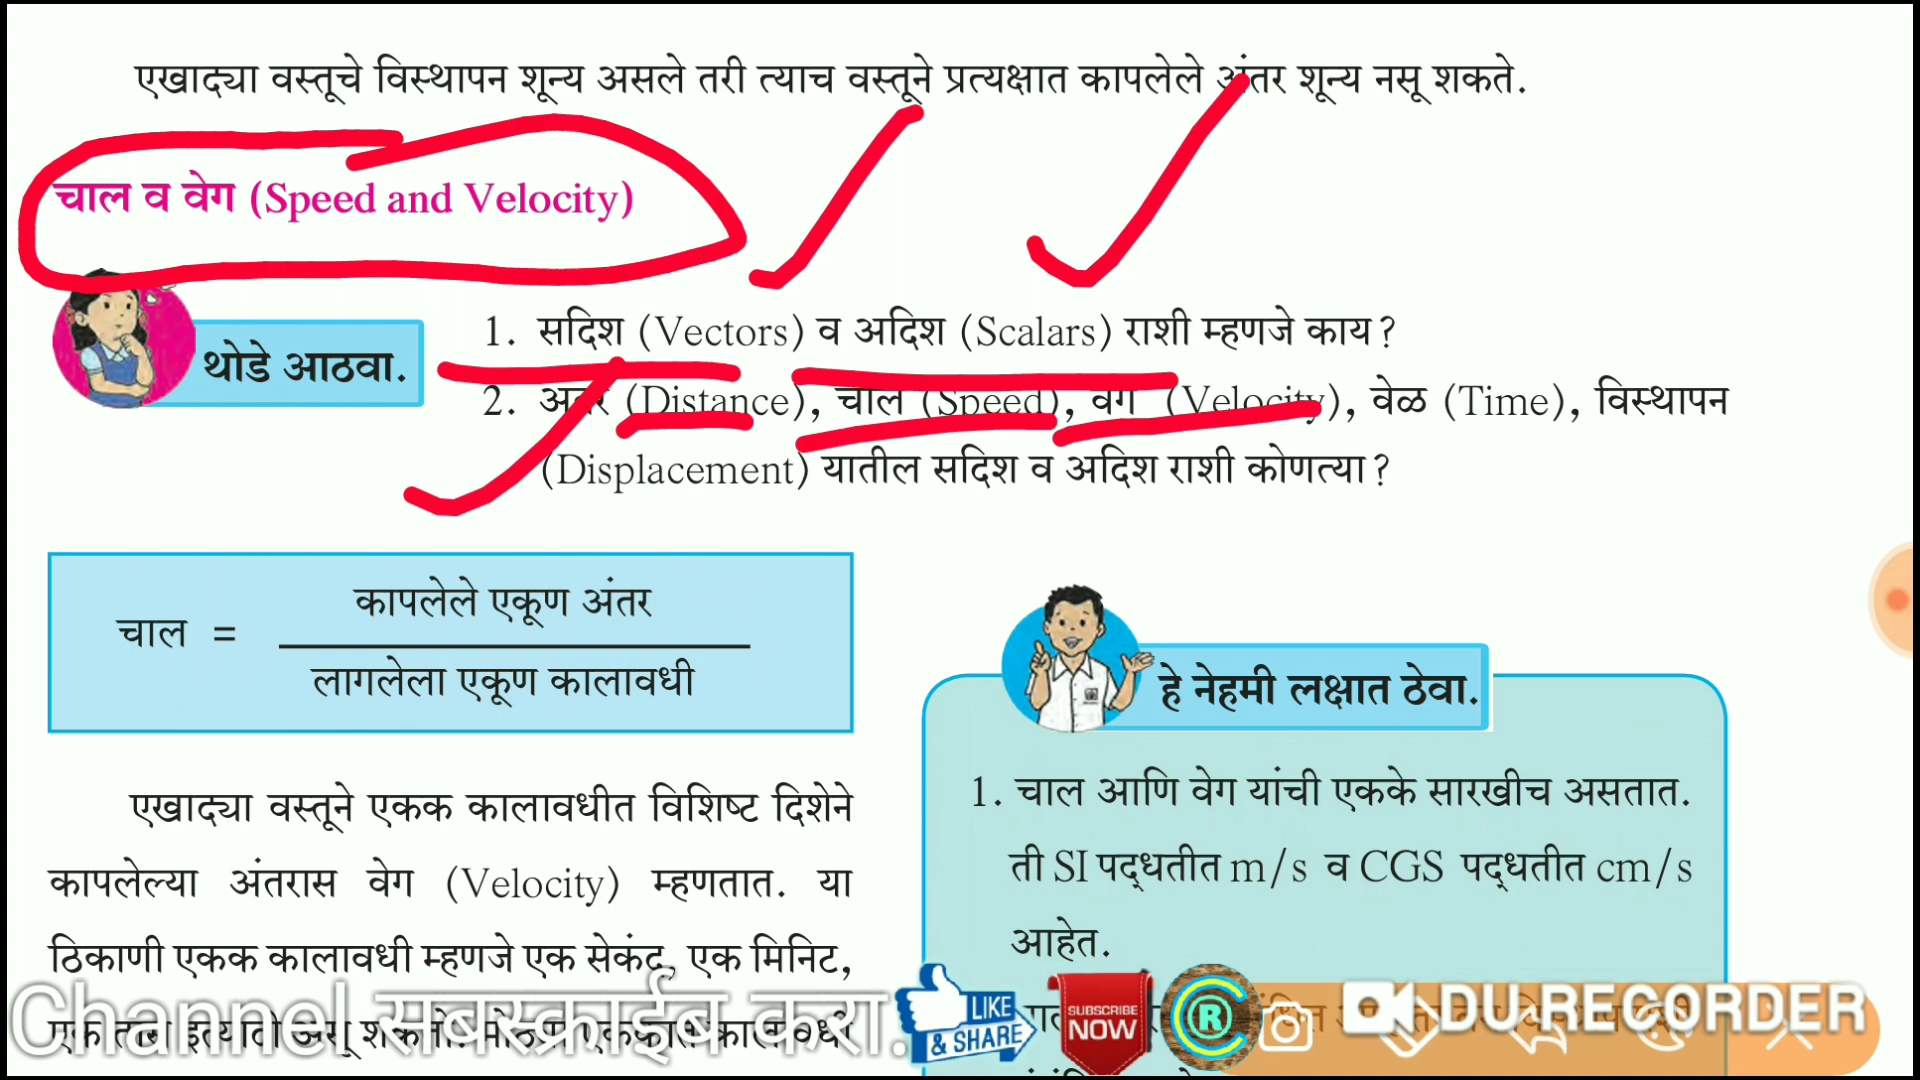 एखाद्या वस्तूचे विस्थापन शून्य असले तरी त्याच वस्तूने प्रत्यक्षात कापलेले अंतर शून्य नसू शकते.
चाल व वेग (Speed and Velocity)
थोडे आठवा.
1. सदिश (Vectors) व अदिश (Scalars) राशी म्हणजे काय?
2. अंतर (Distance), चाल (Speed), वेग (Velocity), वेळ (Time), विस्थापन
(Displacement) यातील सदिश व अदिश राशी कोणत्या?
चाल =
कापलेले एकूण अंतर
लागलेला एकूण कालावधी
एखाद्या वस्तूने एकक कालावधीत विशिष्ट दिशेने
कापलेल्या अंतरास वेग (Velocity) म्हणतात. या
ठिकाणी एकक कालावधी म्हणजे एक सेकंद, एक मिनिट,
हे नेहमी लक्षात ठेवा.
1. चाल आणि वेग यांची एकके सारखीच असतात.
ती SI पद्धतीत m/s व CGS पद्धतीत cm/s
आहेत.
Channel सबस्क्राईब करा.
LIKE
& SHARE
SUBSCRIBE
NOW
R
DU RECORDER